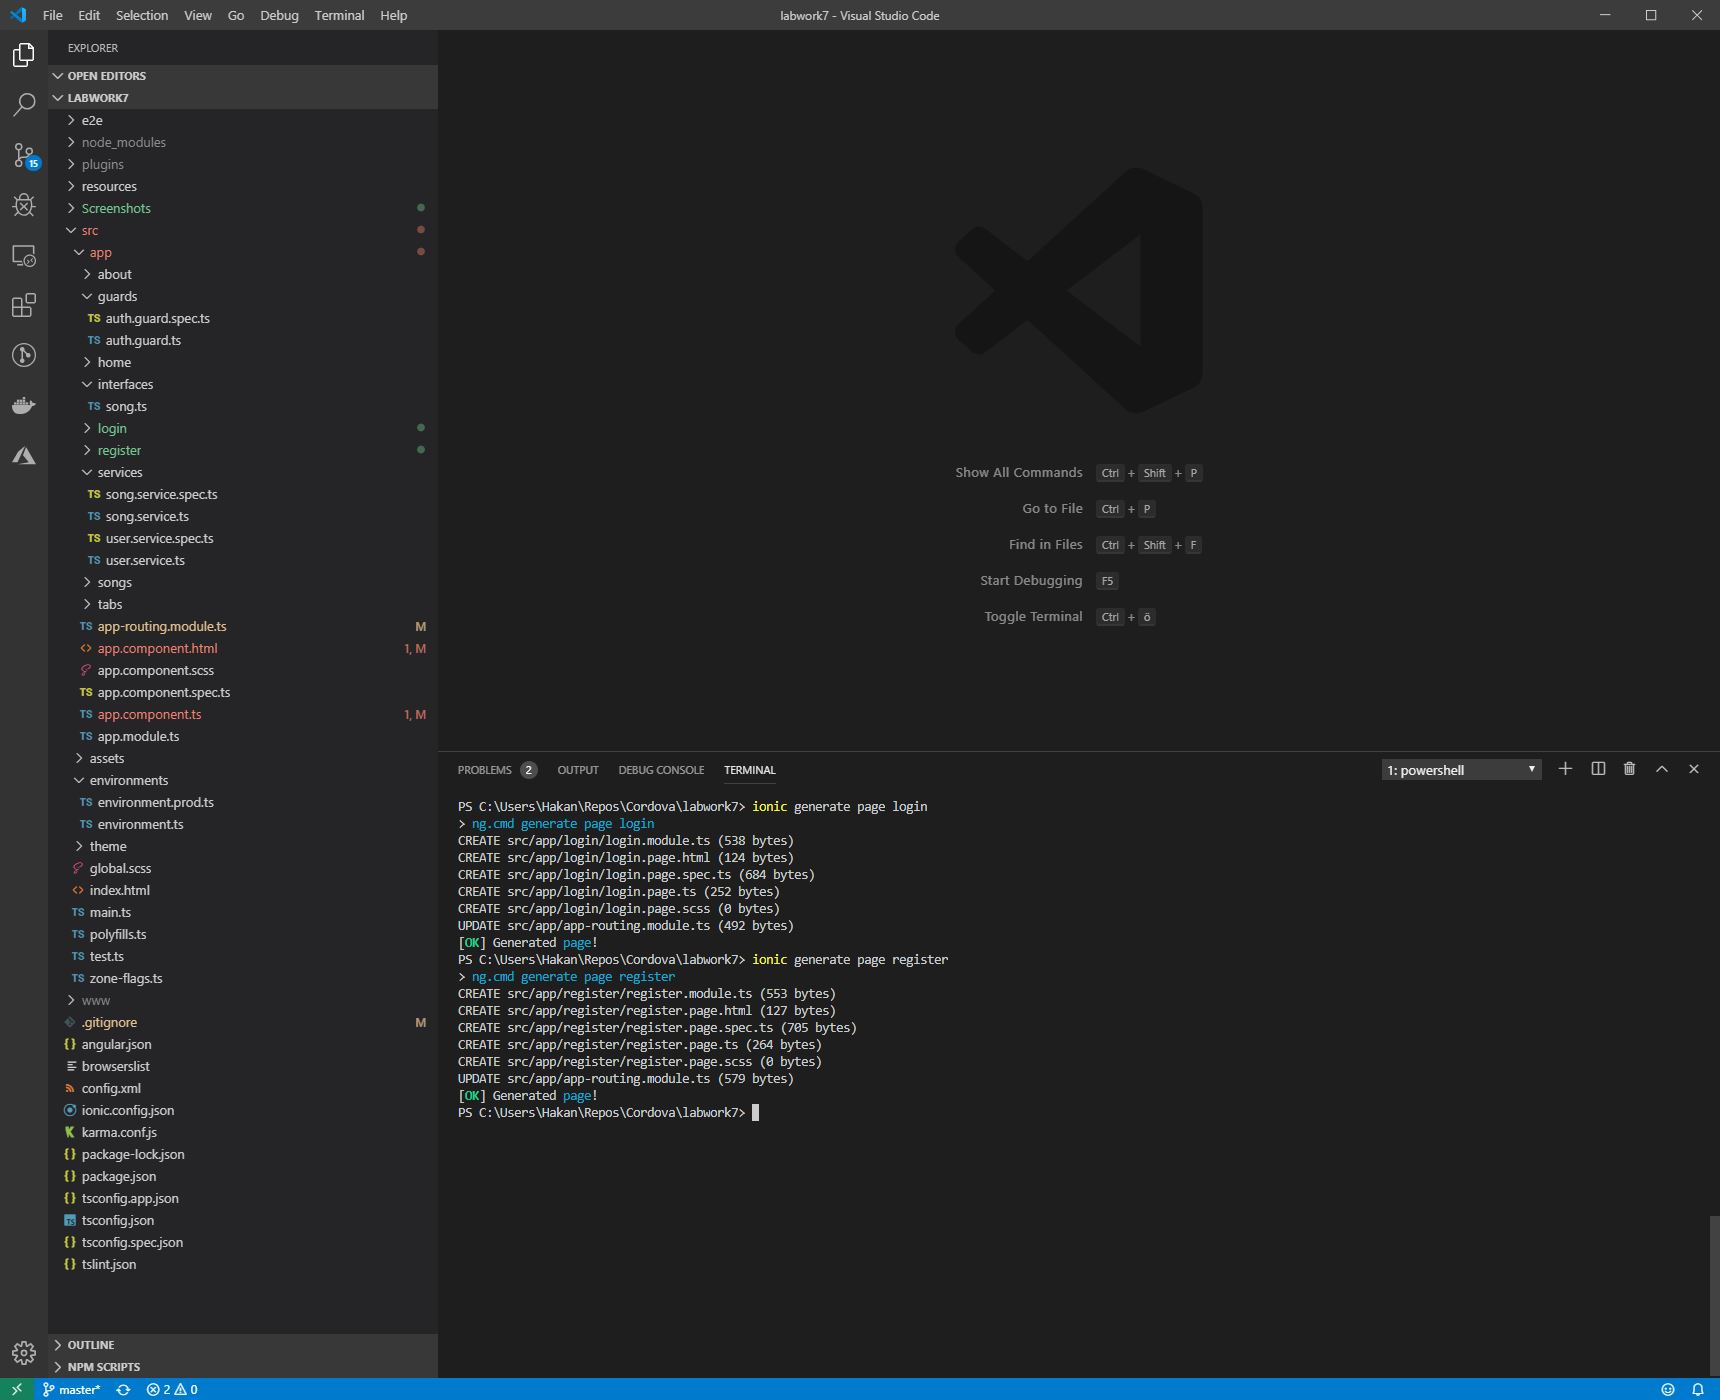 File Edit Selection View Go Debug Terminal Help
labwork7 - Visual Studio Code
EXPLORER
OPEN EDITORS
LABWORK7
e2e
node_modules
plugins
resources
Screenshots
src
app
about
guards
TS auth.guard.spec.ts
TS auth.guard.ts
home
interfaces
TS song.ts
login
register
services
TS song.service.spec.ts
TS song.service.ts
TS user.service.spec.ts
TS user.service.ts
songs
tabs
TS app-routing.module.ts M
<> app.component.html 1, M
app.component.scss
TS app.component.spec.ts
TS app.component.ts 1, M
TS app.module.ts
assets
environments
TS environment.prod.ts
TS environment.ts
theme
global.scss
<> index.html
TS main.ts
TS polyfills.ts
TS test.ts
TS zone-flags.ts
www
.gitignore M
{} angular.json
browserslist
config.xml
ionic.config.json
karma.conf.js
{} package-lock.json
{} package.json
{} tsconfig.app.json
TS tsconfig.json
{} tsconfig.spec.json
{} tslint.json
OUTLINE
NPM SCRIPTS
15
Show All Commands Ctrl + Shift + P
Go to File Ctrl + P
Find in Files Ctrl + Shift + F
Start Debugging F5
Toggle Terminal Ctrl + ö
PROBLEMS 2 OUTPUT DEBUG CONSOLE TERMINAL
1: powershell
PS C:\Users\Hakan\Repos\Cordova\labwork7> ionic generate page login
> ng.cmd generate page login
CREATE src/app/login/login.module.ts (538 bytes)
CREATE src/app/login/login.page.html (124 bytes)
CREATE src/app/login/login.page.spec.ts (684 bytes)
CREATE src/app/login/login.page.ts (252 bytes)
CREATE src/app/login/login.page.scss (0 bytes)
UPDATE src/app/app-routing.module.ts (492 bytes)
[OK] Generated page!
PS C:\Users\Hakan\Repos\Cordova\labwork7> ionic generate page register
> ng.cmd generate page register
CREATE src/app/register/register.module.ts (553 bytes)
CREATE src/app/register/register.page.html (127 bytes)
CREATE src/app/register/register.page.spec.ts (705 bytes)
CREATE src/app/register/register.page.ts (264 bytes)
CREATE src/app/register/register.page.scss (0 bytes)
UPDATE src/app/app-routing.module.ts (579 bytes)
[OK] Generated page!
PS C:\Users\Hakan\Repos\Cordova\labwork7>
master* 2 0